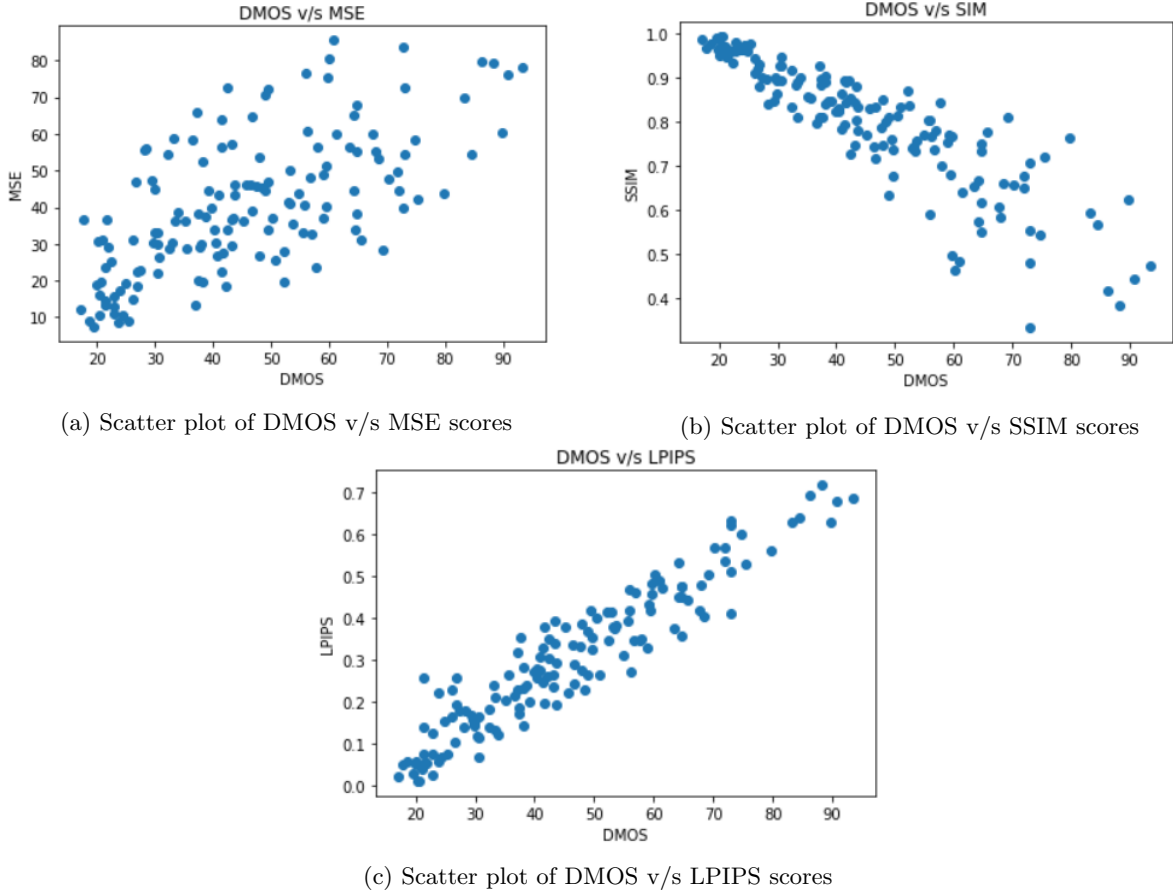 DMOS v/s MSE
80
70
60
50
40
30
20
10
MSE
20 30 40 50 60 70 80 90
DMOS
(a) Scatter plot of DMOS v/s MSE scores
DMOS v/s SIM
1.0
0.9
0.8
0.7
0.6
0.5
0.4
SSIM
20 30 40 50 60 70 80 90
DMOS
(b) Scatter plot of DMOS v/s SSIM scores
DMOS v/s LPIPS
0.7
0.6
0.5
0.4
0.3
0.2
0.1
0.0
LPIPS
20 30 40 50 60 70 80 90
DMOS
(c) Scatter plot of DMOS v/s LPIPS scores